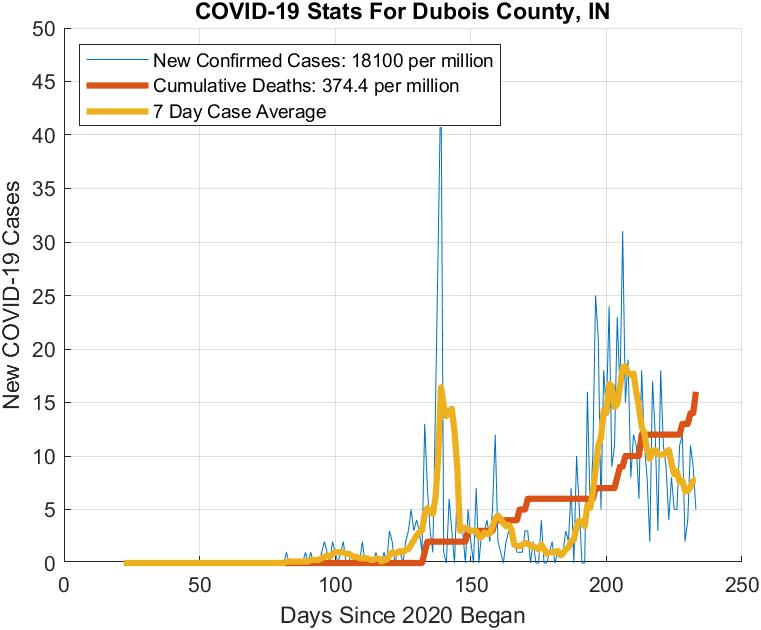 COVID-19 Stats For Dubois County, IN
New Confirmed Cases: 18100 per million
Cumulative Deaths: 374.4 per million
7 Day Case Average
New COVID-19 Cases
50
45
40
35
30
25
20
15
10
5
0
0 50 100 150 200 250
Days Since 2020 Began